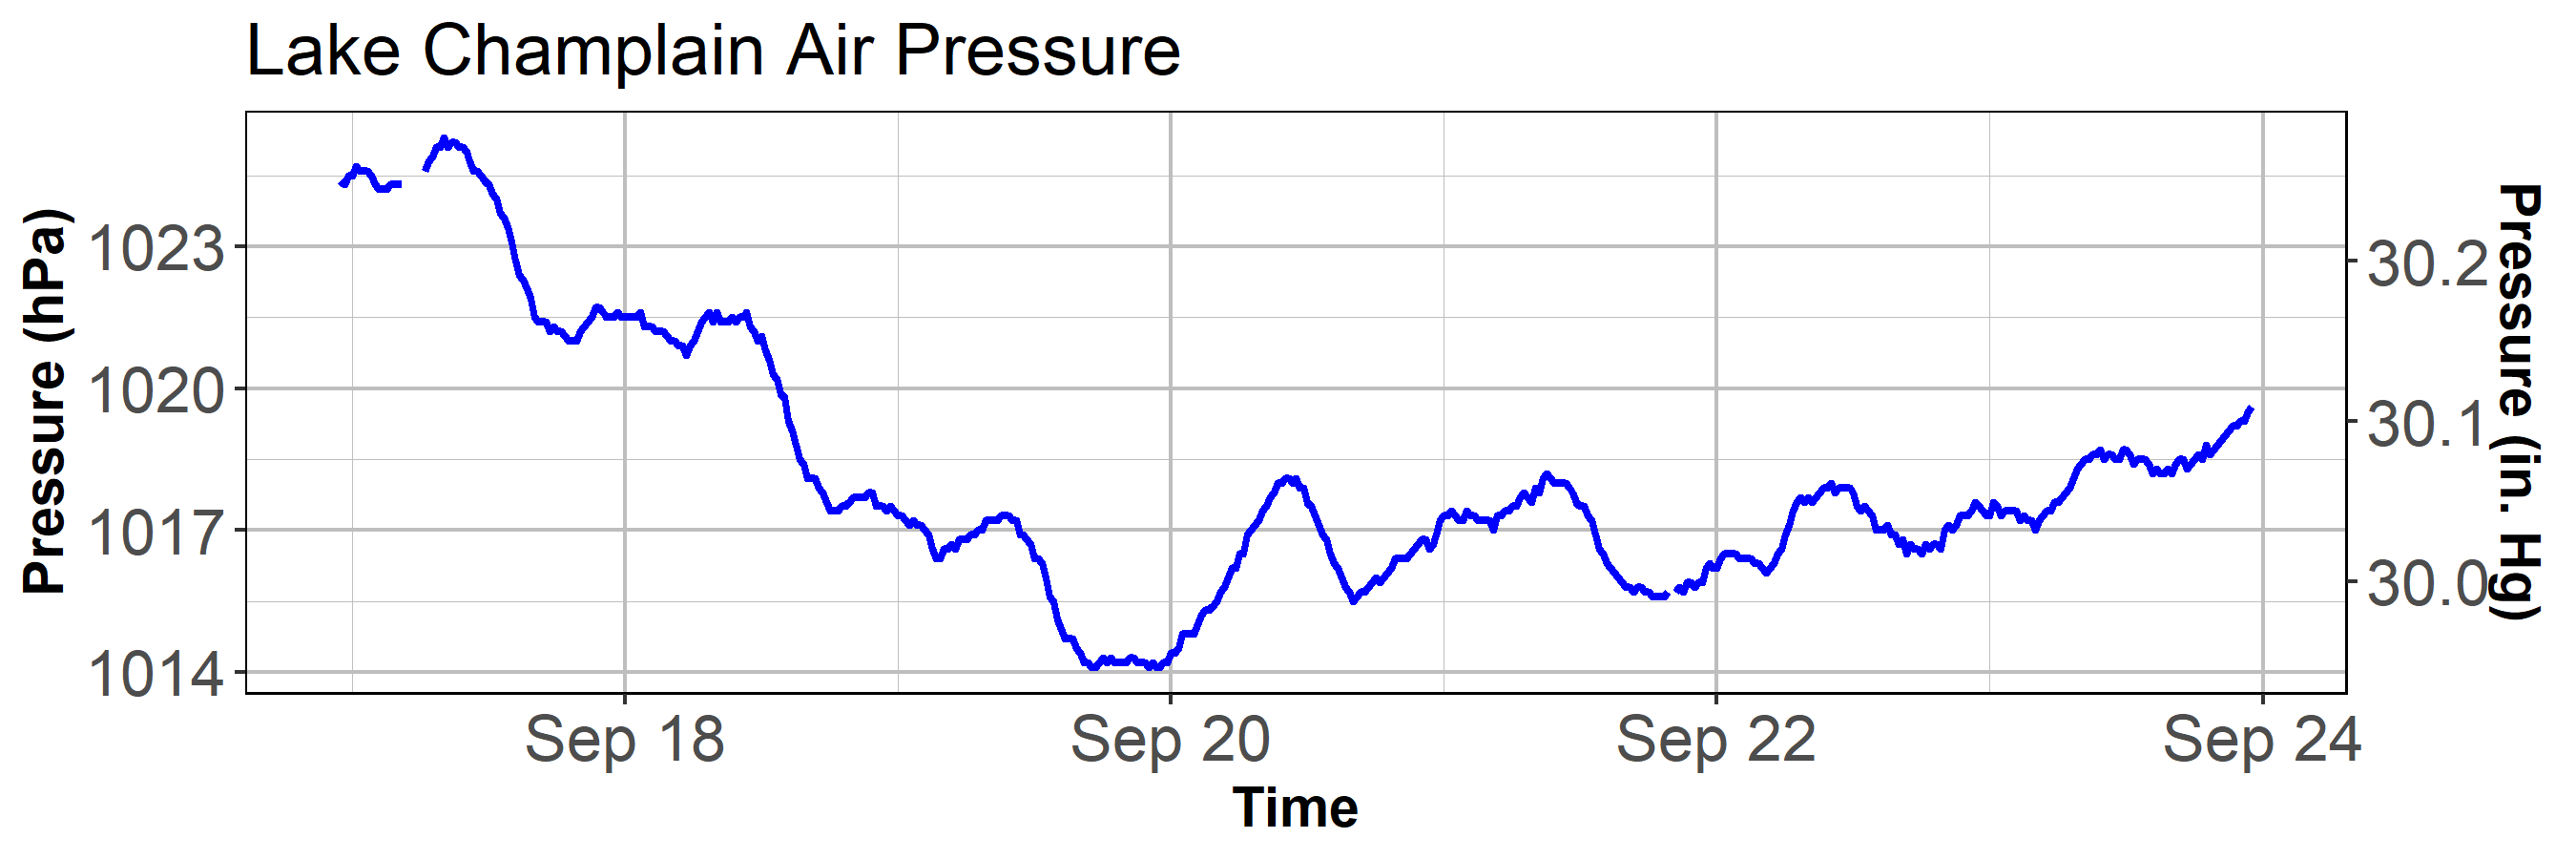 Lake Champlain Air Pressure
Pressure (hPa)
1023
1020
1017
1014
30.2
30.1
30.0
Pressure (in. Hg)
Sep 18 Sep 20 Sep 22 Sep 24
Time